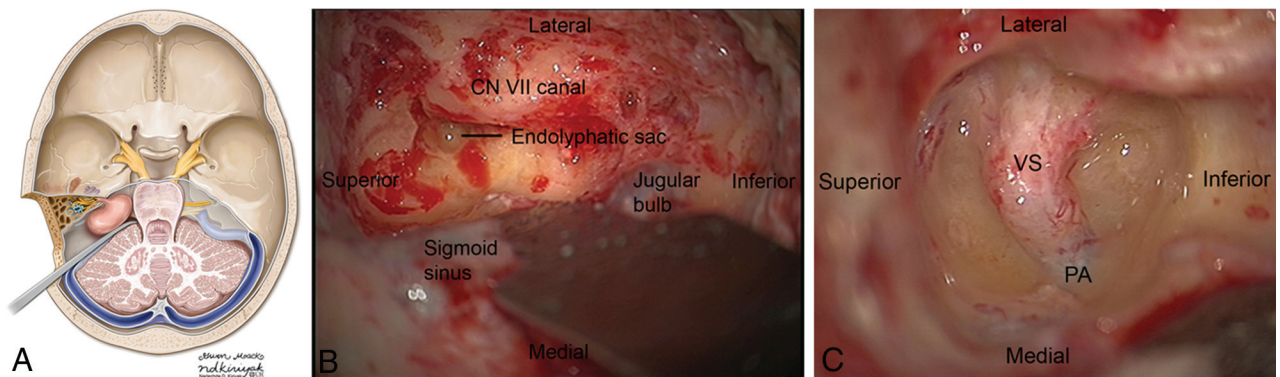 A
ndkiriyak
B
Lateral
CN VII canal
Endolyphatic sac
Superior
Jugular
bulb
Inferior
Sigmoid
sinus
Medial
C
Lateral
VS
Superior
Inferior
PA
Medial